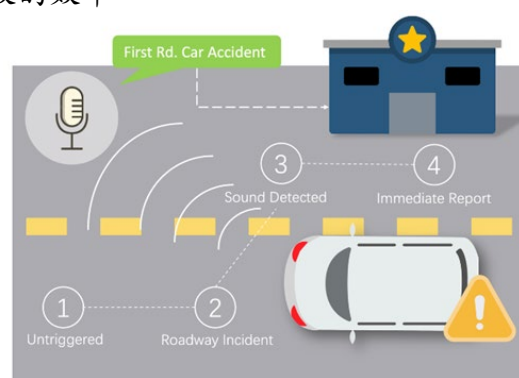 First Rd. Car Accident
3
4
Sound Detected
Immediate Report
1
2
Untriggered
Roadway Incident